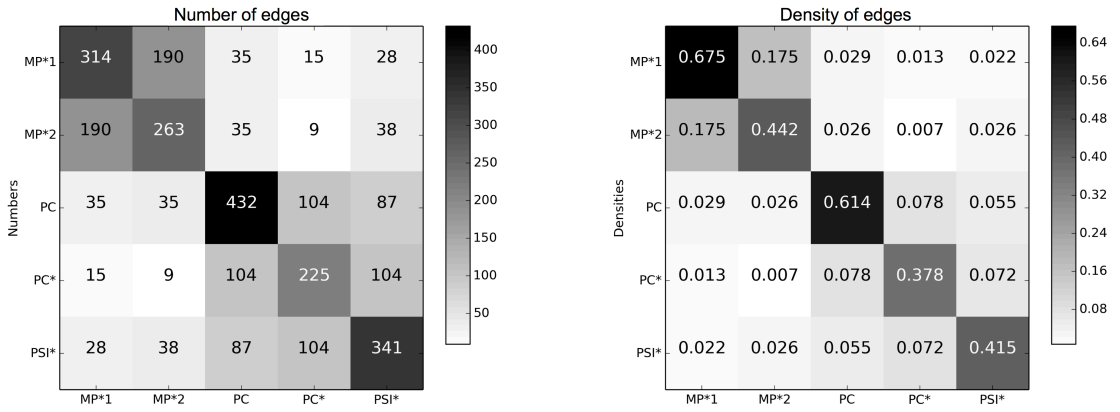 Number of edges
MP*1 314 190 35 15 28
MP*2 190 263 35 9 38
PC 35 35 432 104 87
PC* 15 9 104 225 104
PSI* 28 38 87 104 341
MP*1 MP*2 PC PC* PSI*
Numbers
400
350
300
250
200
150
100
50
Density of edges
MP*1 0.675 0.175 0.029 0.013 0.022
MP*2 0.175 0.442 0.026 0.007 0.026
PC 0.029 0.026 0.614 0.078 0.055
PC* 0.013 0.007 0.078 0.378 0.072
PSI* 0.022 0.026 0.055 0.072 0.415
MP*1 MP*2 PC PC* PSI*
Densities
0.64
0.56
0.48
0.40
0.32
0.24
0.16
0.08